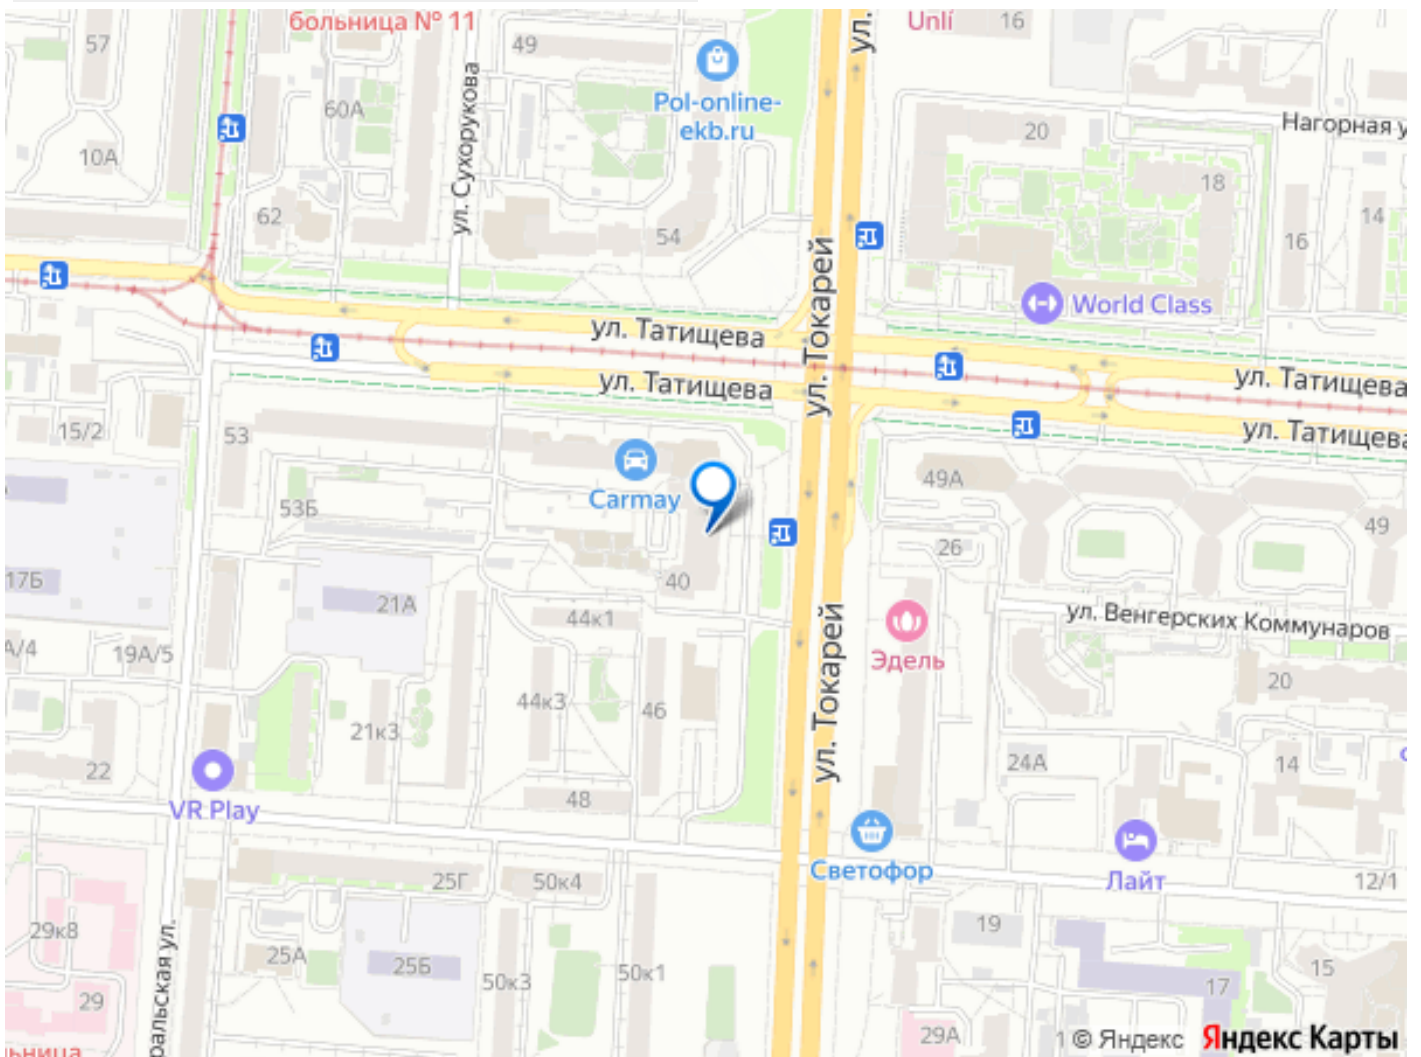 больница № 11
ул.
Unlí
16
57
49
Pol-online-
ekb.ru
60А
20
Нагорная у
10А
ул. Сухорукова
18
62
14
54
16
ул. Токарей
World Class
ул. Татищева
ул. Татищева
ул. Татищева
ул. Татищева
15/2
53
Carmay
49А
53Б
49
26
17Б
40
21А
44к1
ул. Венгерских Коммунаров
А/4
19А/5
Эдель
ул. Токарей
20
44к3
46
21к3
22
24А
14
VR Play
48
Светофор
25Г
50к4
Лайт
12/1
29к8
19
25А
25Б
50к3
50к1
15
17
29
ральская ул.
29А
1
© Яндекс
Яндекс Карты
ьница